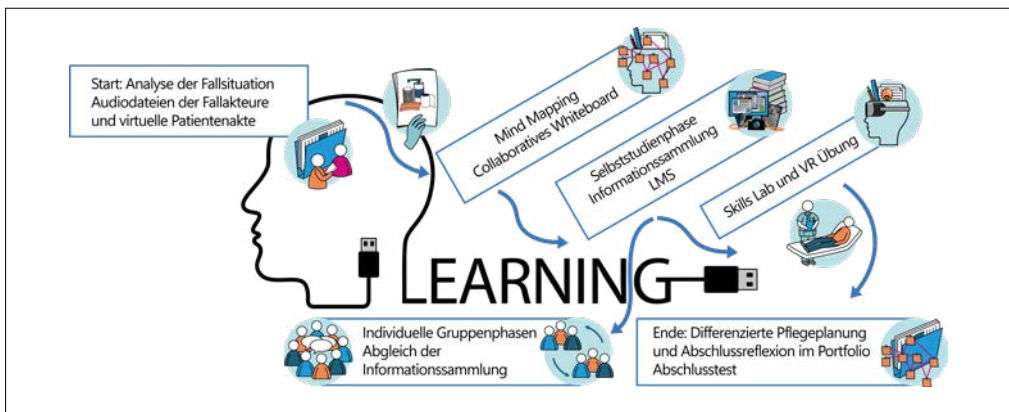 Start: Analyse der Fallsituation
Audiodateien der Fallakteure
und virtuelle Patientenakte
Mind Mapping
Collaboratives Whiteboard
Selbststudienphase
Informationssammlung
LMS
Skills Lab und VR Übung
LEARNING
Individuelle Gruppenphasen
Abgleich der
Informationssammlung
Ende: Differenzierte Pflegeplanung
und Abschlussreflexion im Portfolio
Abschlusstest